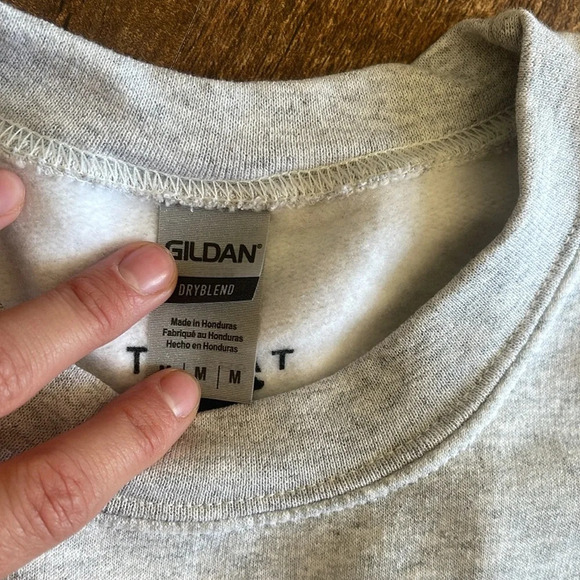 GILDAN®
DRYBLEND
Made in Honduras
Fabriqué au Honduras
Hecho en Honduras
M | M | M